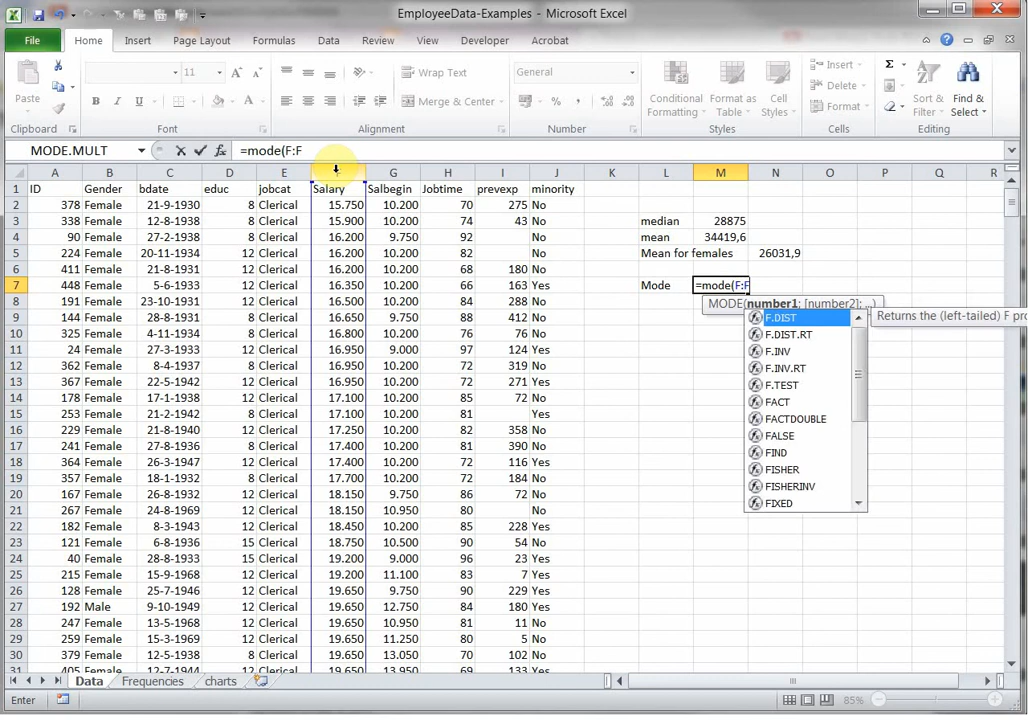 EmployeeData-Examples - Microsoft Excel
File Home Insert Page Layout Formulas Data Review View Developer Acrobat
Paste
Clipboard
11
B I U
Font
Wrap Text
Merge & Center
Alignment
General
Number
Conditional Formatting
Format as Table
Cell Styles
Styles
Insert
Delete
Format
Cells
Sort & Filter
Find & Select
Editing
MODE.MULT fx =mode(F:F
A B C D E G H I J K L M N O P Q R
1 ID Gender bdate educ jobcat Salary Salbegin Jobtime prevexp minority
2 378 Female 21-9-1930 8 Clerical 15.750 10.200 70 275 No
3 338 Female 12-8-1938 8 Clerical 15.900 10.200 74 43 No median 28875
4 90 Female 27-2-1938 8 Clerical 16.200 9.750 92 No mean 34419,6
5 224 Female 20-11-1934 12 Clerical 16.200 10.200 82 No Mean for females 26031,9
6 411 Female 21-8-1931 12 Clerical 16.200 10.200 68 180 No
7 448 Female 5-6-1933 12 Clerical 16.350 10.200 66 163 Yes Mode =mode(F:F
8 191 Female 23-10-1931 12 Clerical 16.500 10.200 84 288 No MODE(number1; [number2]; ...)
9 144 Female 28-8-1931 8 Clerical 16.650 9.750 88 412 No F.DIST Returns the (left-tailed) F pro
10 325 Female 4-11-1934 8 Clerical 16.800 10.200 76 76 No F.DIST.RT
11 24 Female 27-3-1933 12 Clerical 16.950 9.000 97 124 Yes F.INV
12 362 Female 8-4-1937 12 Clerical 16.950 10.200 72 319 No F.INV.RT
13 367 Female 22-5-1942 12 Clerical 16.950 10.200 72 271 Yes F.TEST
14 178 Female 17-1-1938 12 Clerical 17.100 10.200 85 72 No FACT
15 253 Female 21-2-1942 8 Clerical 17.100 10.200 81 Yes FACTDOUBLE
16 229 Female 21-8-1940 12 Clerical 17.250 10.200 82 358 No FALSE
17 241 Female 27-8-1936 8 Clerical 17.400 10.200 81 390 No FIND
18 364 Female 26-3-1947 12 Clerical 17.400 10.200 72 116 Yes FISHER
19 357 Female 18-1-1932 8 Clerical 17.700 10.200 72 184 No FISHERINV
20 167 Female 26-8-1932 8 Clerical 18.150 9.750 86 72 No FIXED
21 267 Female 24-8-1969 12 Clerical 18.150 10.950 80 No
22 182 Female 8-3-1943 12 Clerical 18.450 10.200 85 228 Yes
23 121 Female 6-8-1936 15 Clerical 18.750 10.500 90 54 No
24 40 Female 28-8-1933 15 Clerical 19.200 9.000 96 23 Yes
25 215 Female 15-9-1968 12 Clerical 19.200 11.100 83 7 Yes
26 128 Female 25-7-1946 12 Clerical 19.650 9.750 90 229 Yes
27 192 Male 9-10-1949 12 Clerical 19.650 12.750 84 180 Yes
28 247 Female 13-5-1968 12 Clerical 19.650 10.950 81 11 No
29 259 Female 15-3-1969 12 Clerical 19.650 11.250 80 5 No
30 379 Female 12-5-1938 8 Clerical 19.650 13.050 70 102 No
31 405 Female 12-7-1944 12 Clerical 19.650 13.950 69 133 Yes
Data Frequencies charts
Enter 85%